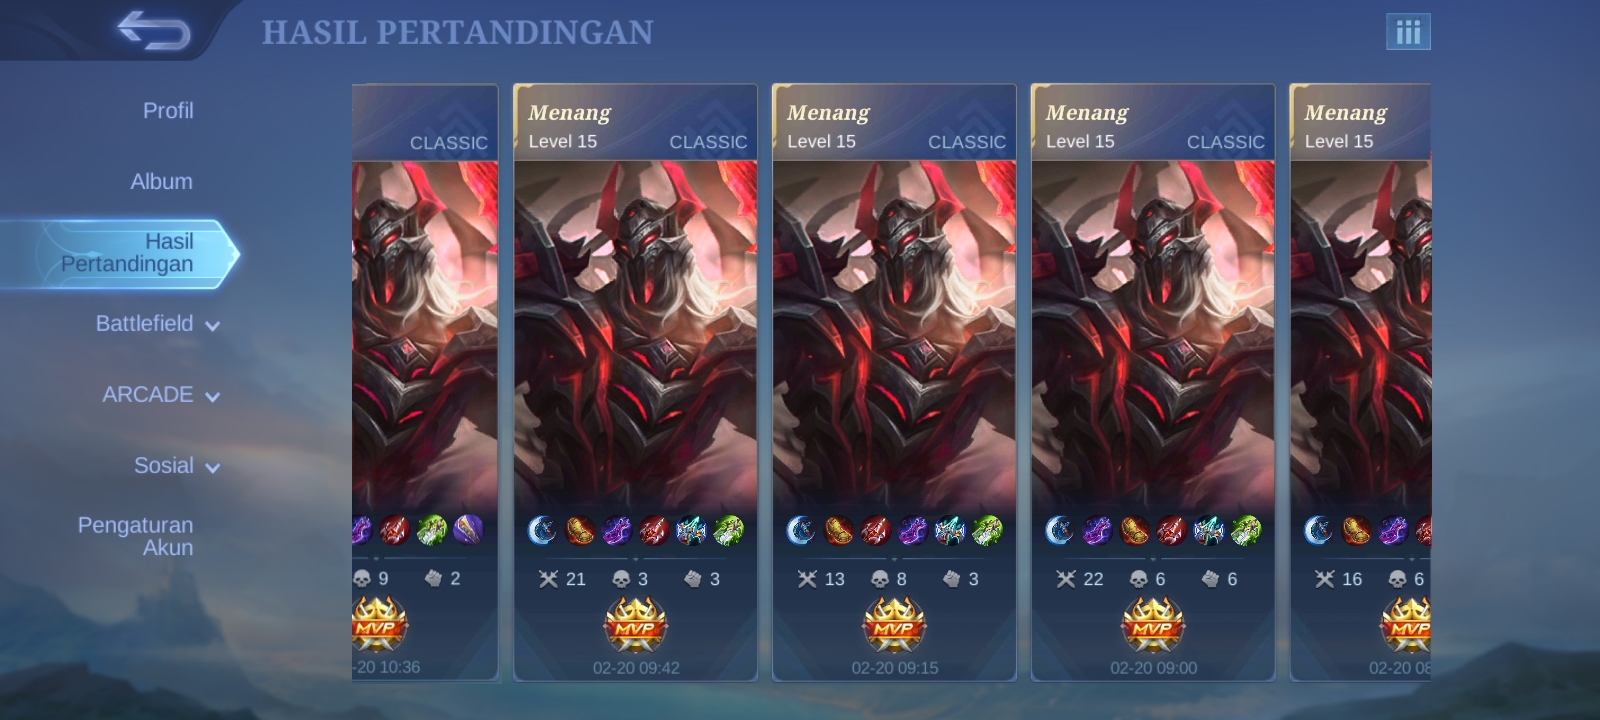 HASIL PERTANDINGAN
Profil
Album
Hasil
Pertandingan
Battlefield
ARCADE
Sosial
Pengaturan
Akun
CLASSIC
9 2
MVP
-20 10:36
Menang
Level 15 CLASSIC
21 3 3
MVP
02-20 09:42
Menang
Level 15 CLASSIC
13 8 3
MVP
02-20 09:15
Menang
Level 15 CLASSIC
22 6 6
MVP
02-20 09:00
Menang
Level 15
16 6
MVP
02-20 08